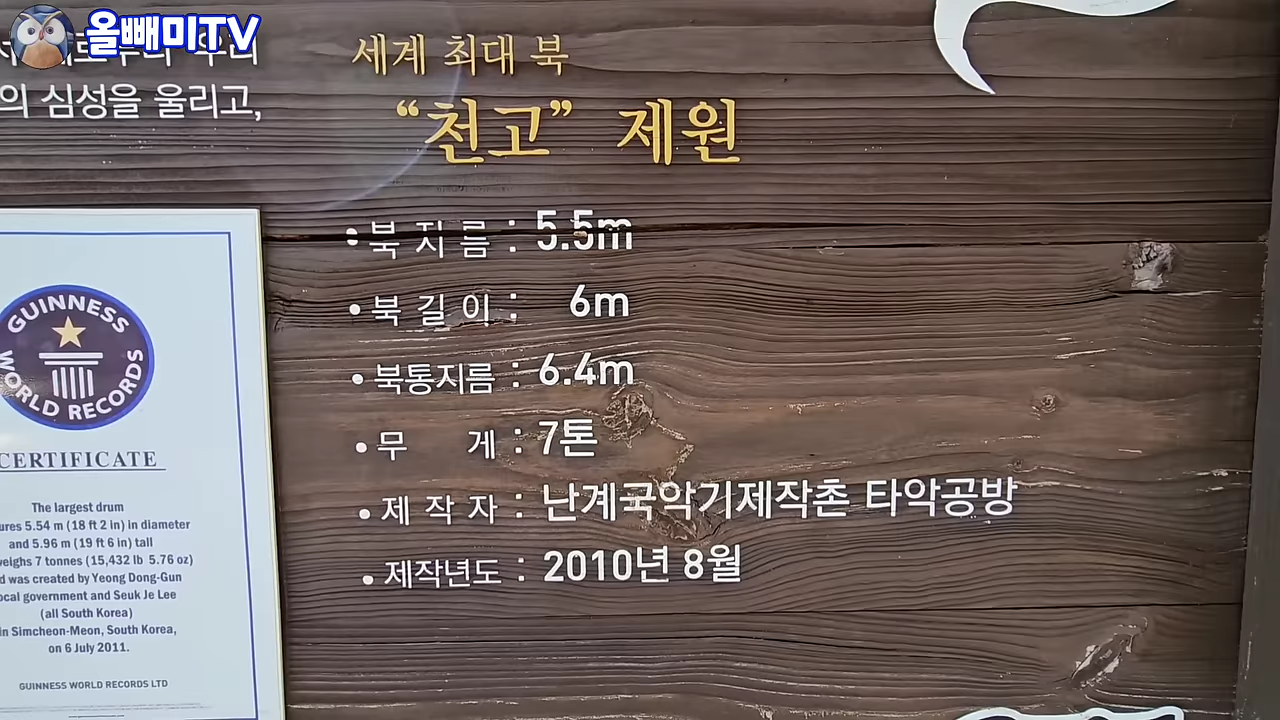 올빼미TV
의 심성을 울리고,
세계 최대 북
“천고” 제원
• 북 지 름 : 5.5m
• 북 길 이 : 6m
• 북통지름 : 6.4m
• 무 게 : 7톤
• 제 작 자 : 난계국악기제작촌 타악공방
• 제작년도 : 2010년 8월
GUINNESS
WORLD RECORDS
CERTIFICATE
The largest drum
5.54 m (18 ft 2 in) in diameter
and 5.96 m (19 ft 6 in) tall
weighs 7 tonnes (15,432 lb 5.76 oz)
was created by Yeong Dong-Gun
local government and Seuk Je Lee
(all South Korea)
in Simcheon-Meon, South Korea,
on 6 July 2011.
GUINNESS WORLD RECORDS LTD